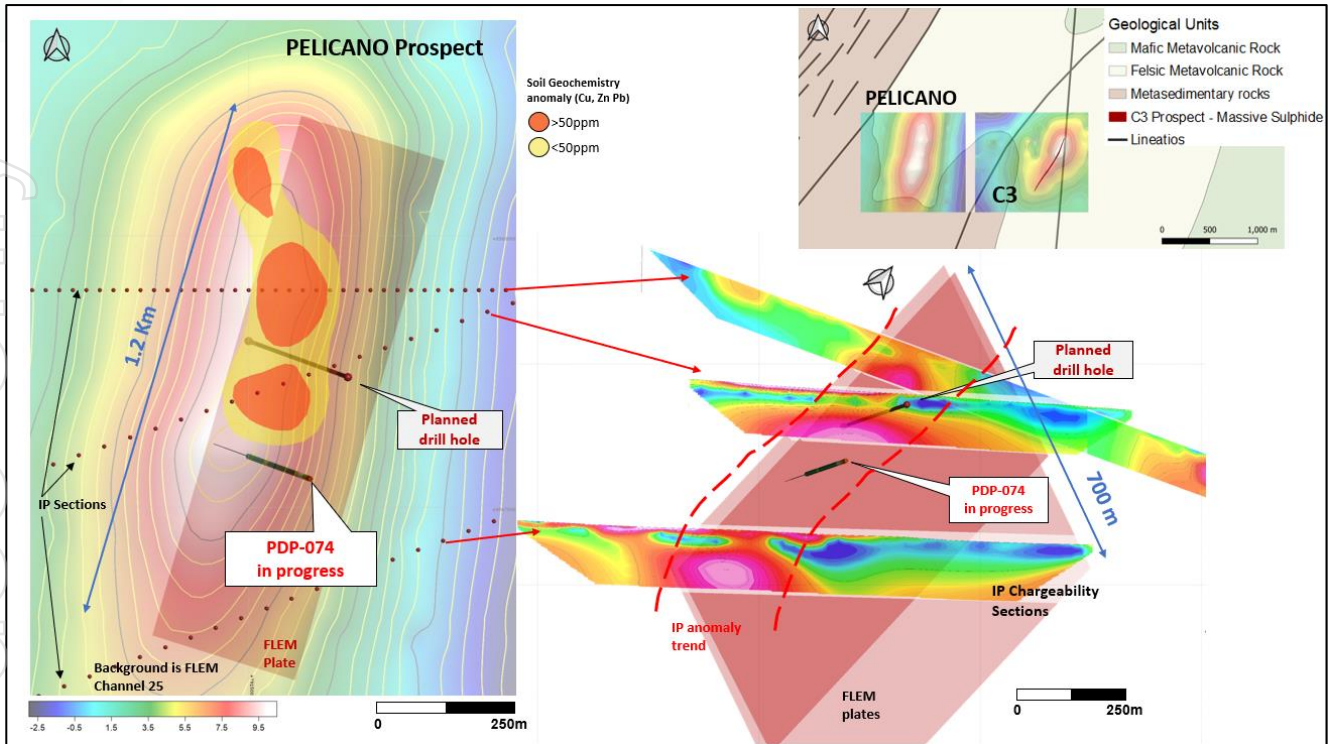 PELICANO Prospect
Soil Geochemistry
anomaly (Cu, Zn Pb)
>50ppm
<50ppm
1.2 Km
Planned
drill hole
IP Sections
PDP-074
in progress
FLEM
Plate
Background is FLEM
Channel 25
-2.5 -0.5 1.5 3.5 5.5 7.5 9.5
0 250m
PELICANO
C3
Geological Units
Mafic Metavolcanic Rock
Felsic Metavolcanic Rock
Metasedimentary rocks
C3 Prospect - Massive Sulphide
Lineatios
0 500 1,000 m
Planned
drill hole
700 m
PDP-074
in progress
IP Chargeability
Sections
IP anomaly
trend
FLEM
plates
0 250m